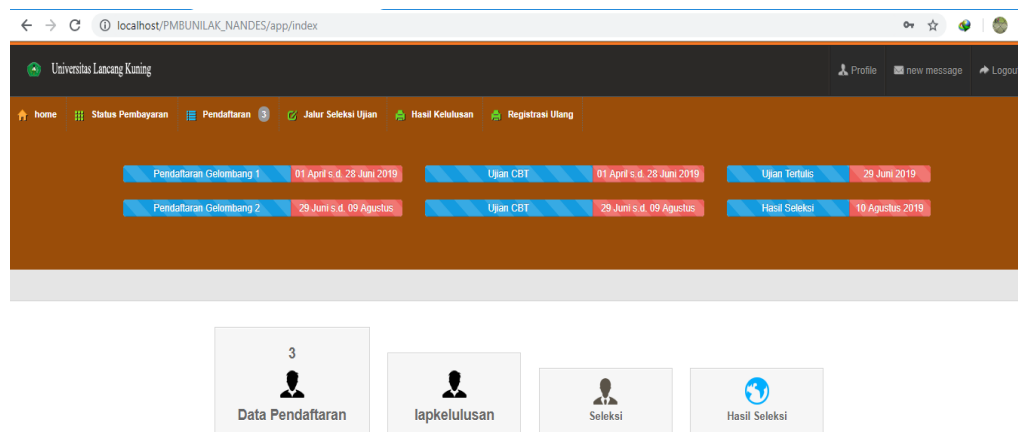 localhost/PMBUNILAK_NANDES/app/index
Universitas Lancang Kuning
Profile new message Logou
home Status Pembayaran Pendaftaran 3 Jalur Seleksi Ujian Hasil Kelulusan Registrasi Ulang
Pendaftaran Gelombang 1 01 April s.d. 28 Juni 2019 Ujian CBT 01 April s.d. 28 Juni 2019 Ujian Tertulis 29 Juni 2019
Pendaftaran Gelombang 2 29 Juni s.d. 09 Agustus Ujian CBT 29 Juni s.d. 09 Agustus Hasil Seleksi 10 Agustus 2019
3
Data Pendaftaran lapkelulusan Seleksi Hasil Seleksi